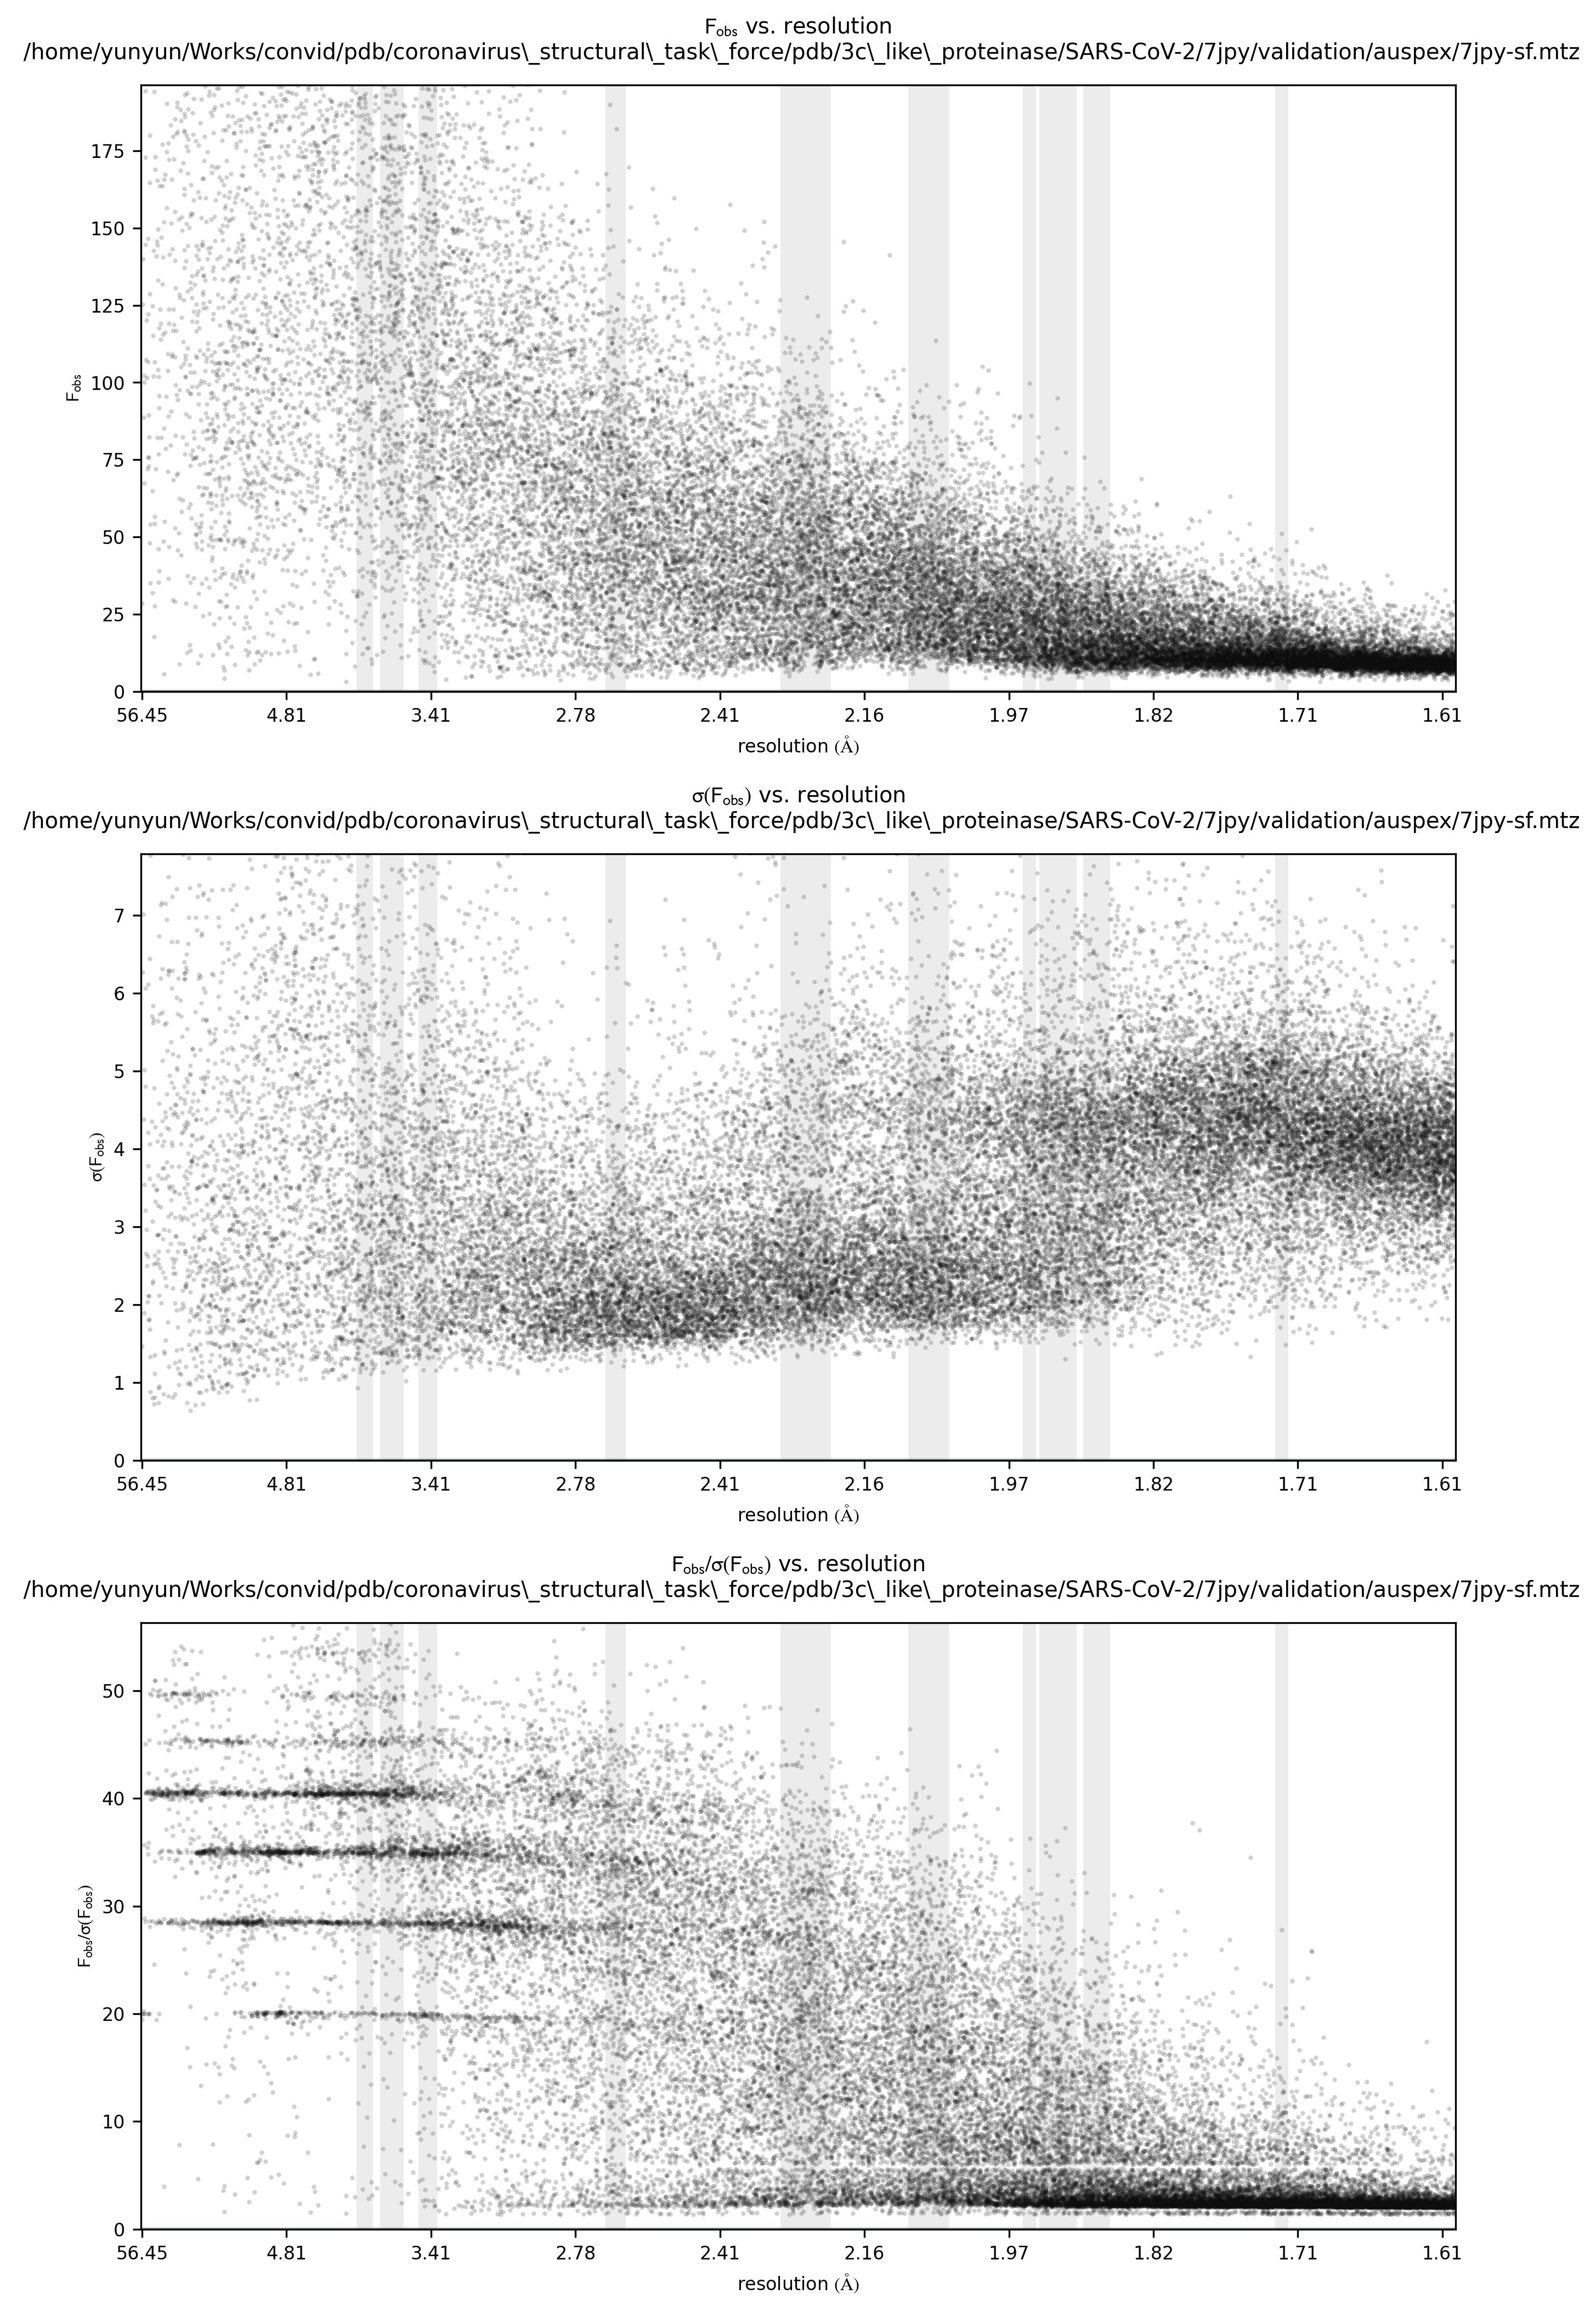 Fobs vs. resolution
/home/yunyun/Works/convid/pdb/coronavirus\_structural\_task\_force/pdb/3c\_like\_proteinase/SARS-CoV-2/7jpy/validation/auspex/7jpy-sf.mtz
175
150
125
100
75
50
25
0
Fobs
56.45 4.81 3.41 2.78 2.41 2.16 1.97 1.82 1.71 1.61
resolution (Å)
σ(Fobs) vs. resolution
/home/yunyun/Works/convid/pdb/coronavirus\_structural\_task\_force/pdb/3c\_like\_proteinase/SARS-CoV-2/7jpy/validation/auspex/7jpy-sf.mtz
7
6
5
4
3
2
1
0
σ(Fobs)
56.45 4.81 3.41 2.78 2.41 2.16 1.97 1.82 1.71 1.61
resolution (Å)
Fobs/σ(Fobs) vs. resolution
/home/yunyun/Works/convid/pdb/coronavirus\_structural\_task\_force/pdb/3c\_like\_proteinase/SARS-CoV-2/7jpy/validation/auspex/7jpy-sf.mtz
50
40
30
20
10
0
Fobs/σ(Fobs)
56.45 4.81 3.41 2.78 2.41 2.16 1.97 1.82 1.71 1.61
resolution (Å)